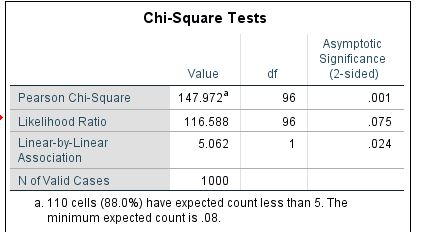 Chi-Square Tests
Asymptotic
Significance
Value df (2-sided)
Pearson Chi-Square 147.972a 96 .001
Likelihood Ratio 116.588 96 .075
Linear-by-Linear 5.062 1 .024
Association
N of Valid Cases 1000
a. 110 cells (88.0%) have expected count less than 5. The
minimum expected count is .08.